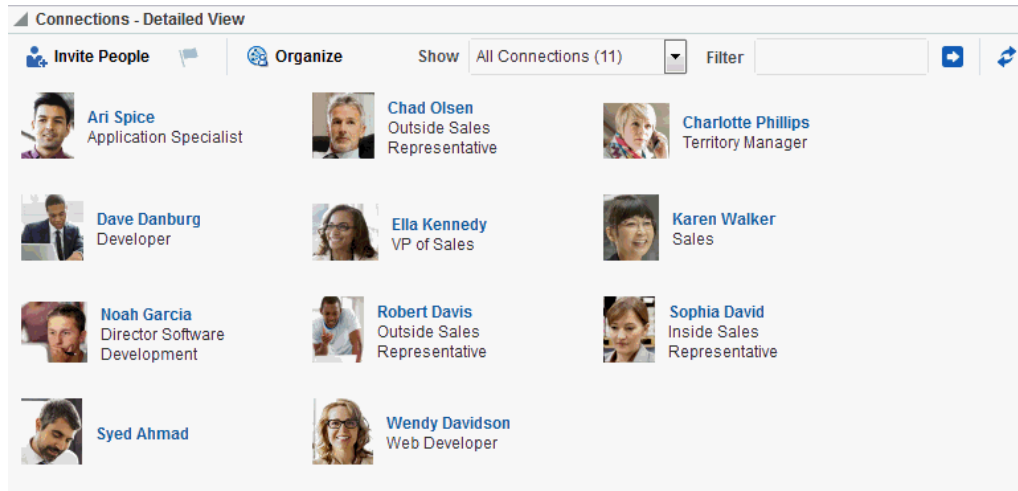 Connections - Detailed View
Invite People Organize Show All Connections (11) Filter
Ari Spice
Application Specialist
Chad Olsen
Outside Sales
Representative
Charlotte Phillips
Territory Manager
Dave Danburg
Developer
Ella Kennedy
VP of Sales
Karen Walker
Sales
Noah Garcia
Director Software
Development
Robert Davis
Outside Sales
Representative
Sophia David
Inside Sales
Representative
Syed Ahmad
Wendy Davidson
Web Developer